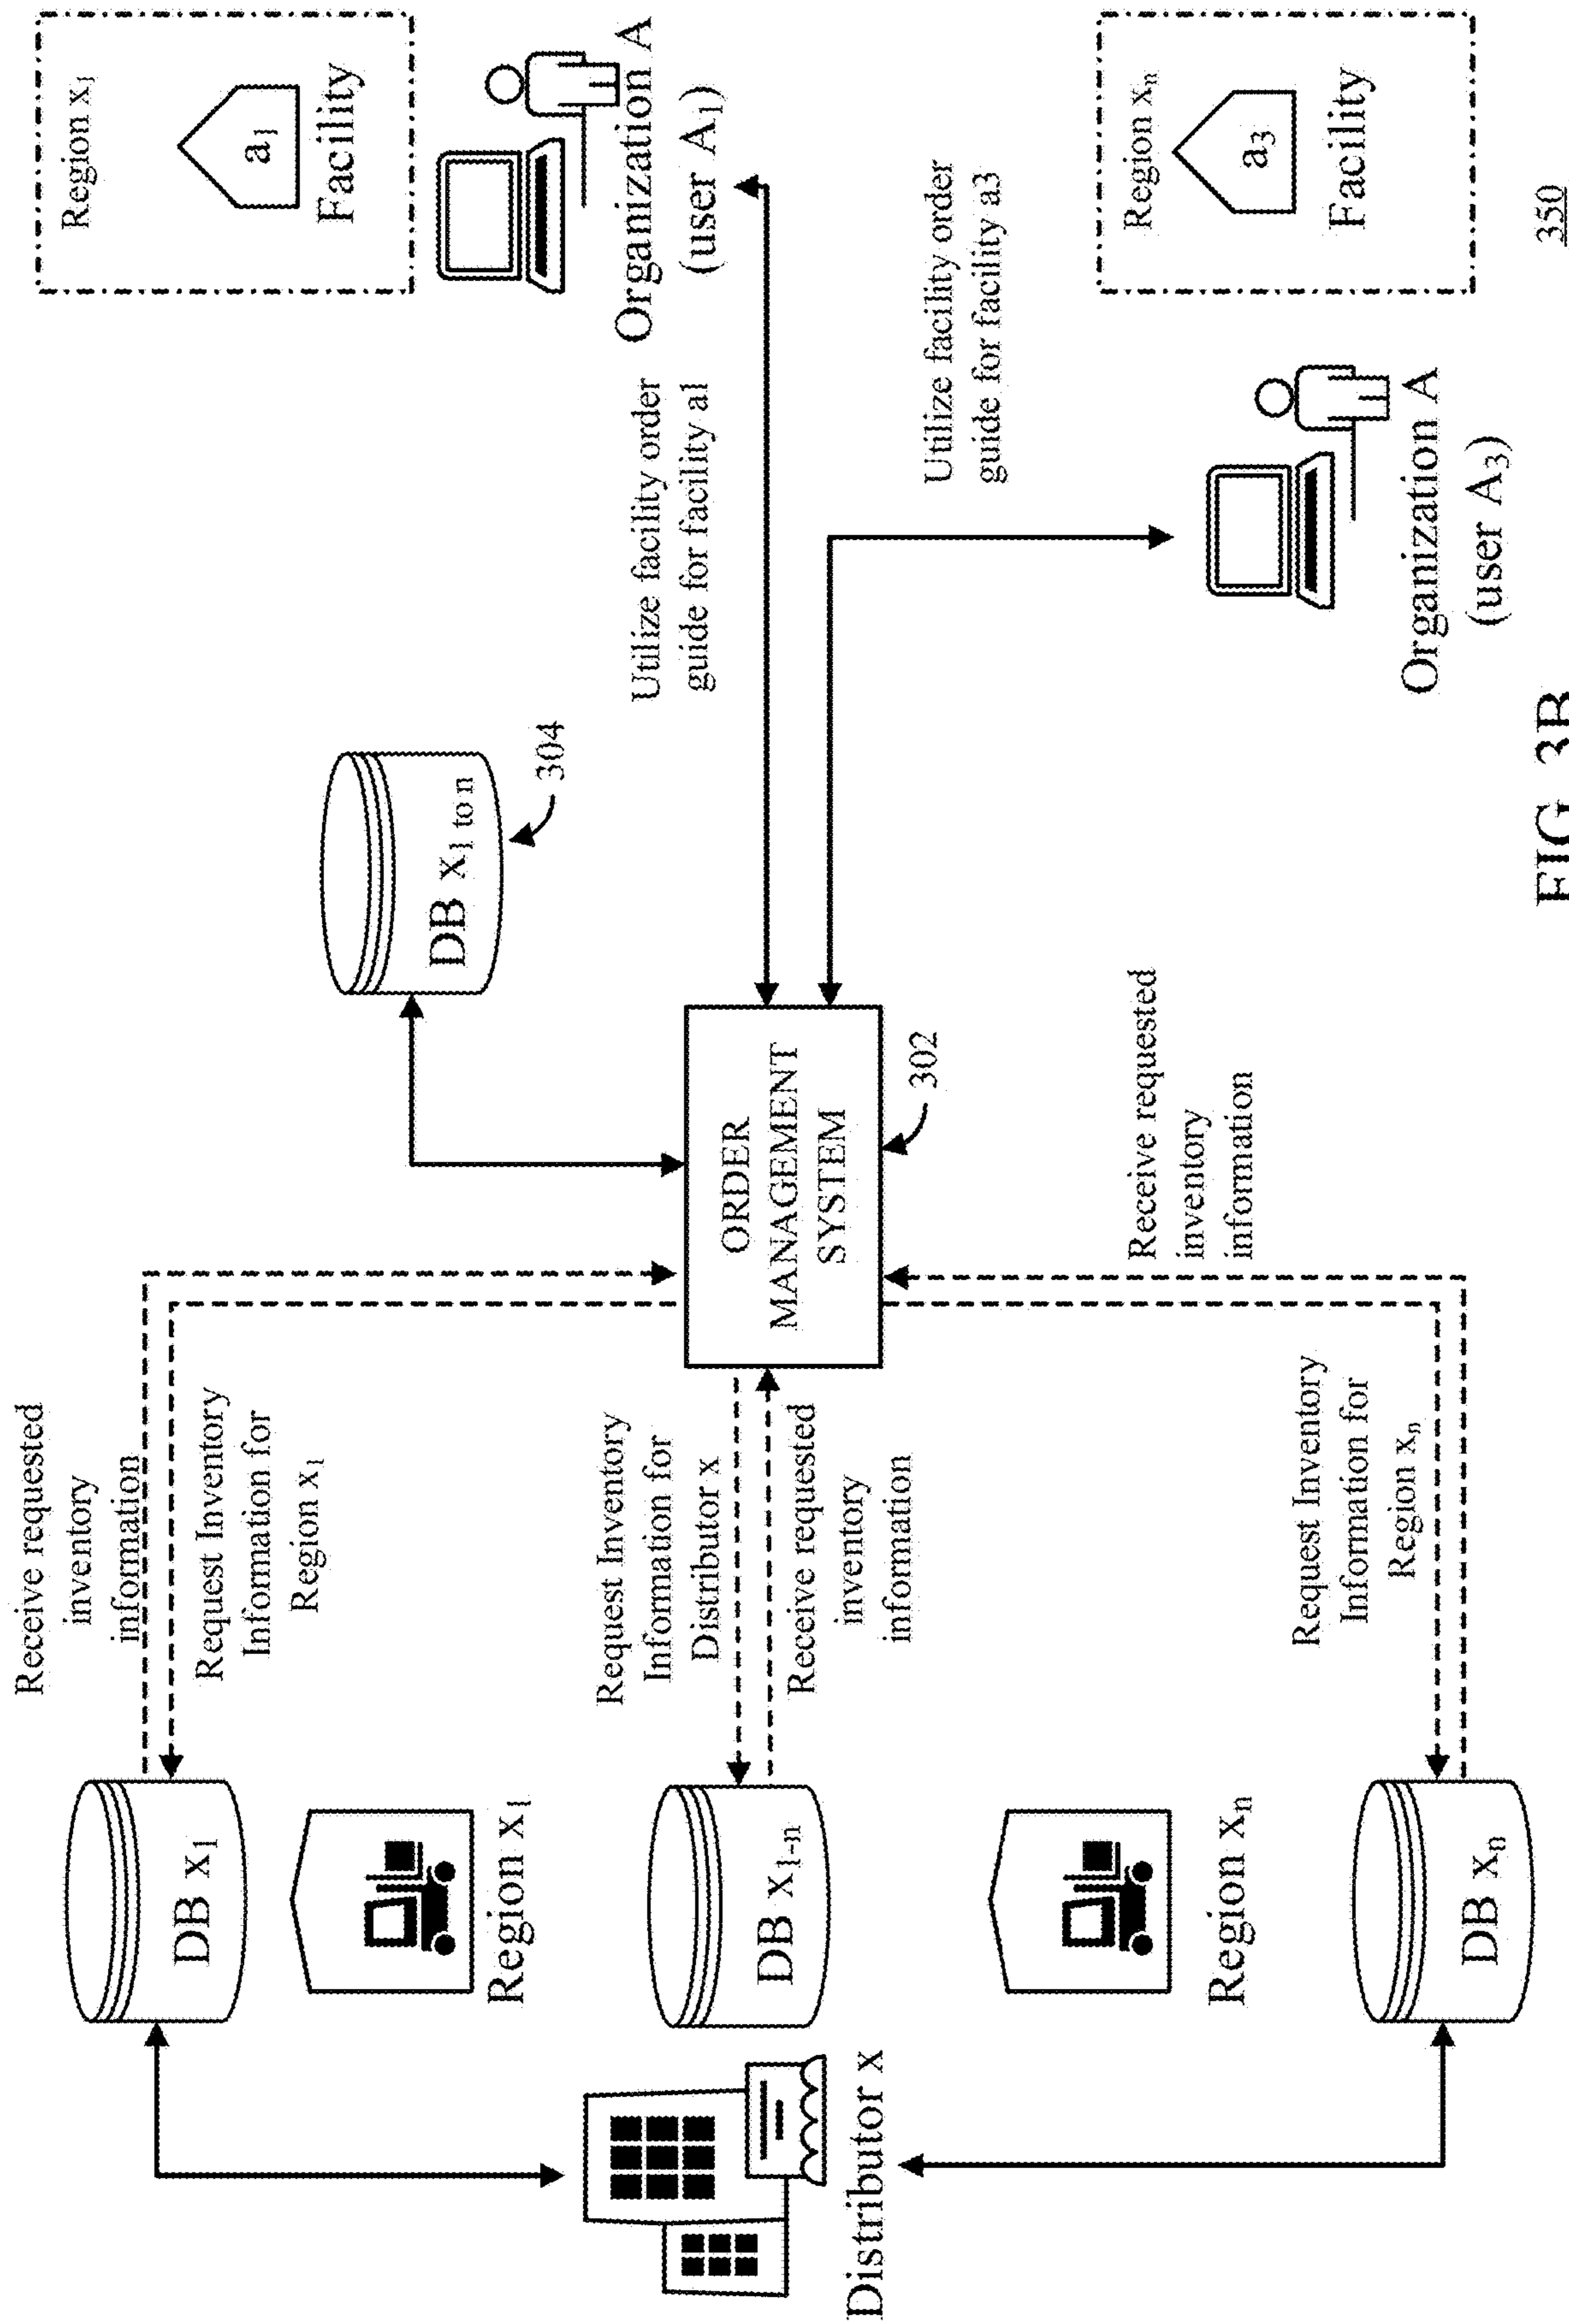 Receive requested
inventory
information
Request Inventory
Information for
Region x₁
DB x₁
Region x₁
DB x₁ to n
304
Region x₁
a₁
Facility
Organization A
(user A₁)
Utilize facility order
guide for facility a1
Request Inventory
Information for
Distributor x
Receive requested
inventory
information
DB x₁₋ₙ
Distributor x
ORDER
MANAGEMENT
SYSTEM
302
Utilize facility order
guide for facility a3
Receive requested
inventory
information
Region xₙ
Request Inventory
Information for
Region xₙ
DB xₙ
Region xₙ
a₃
Facility
Organization A
(user A₃)
350
FIG. 3B